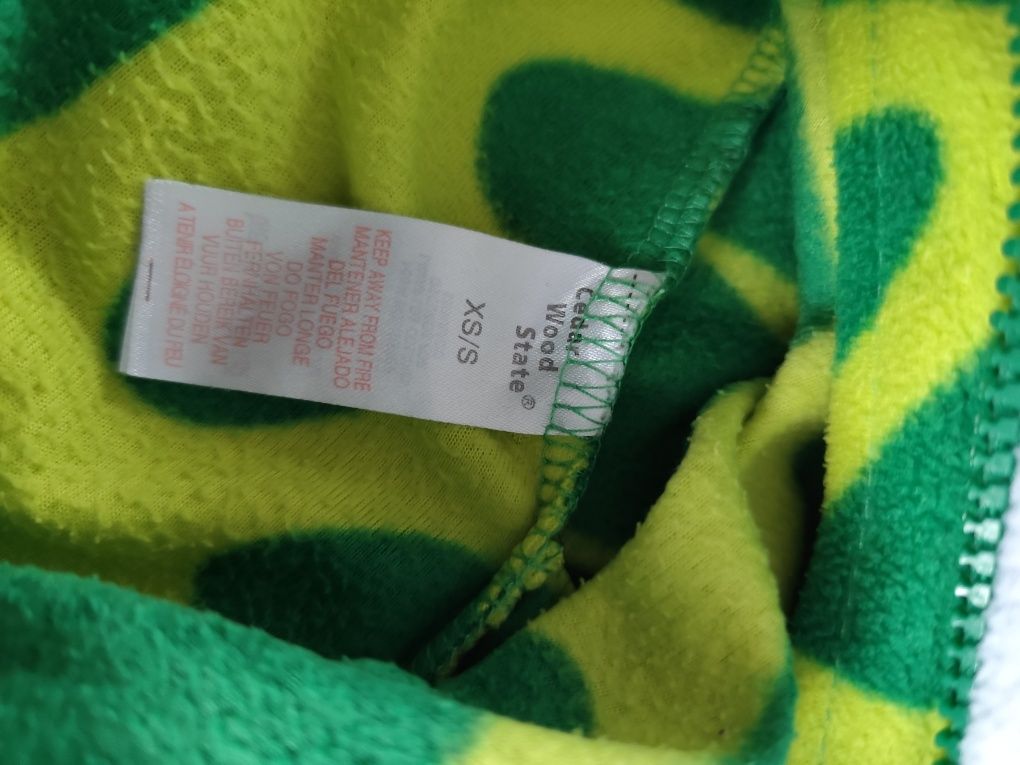 Cedar
Wood
State®
XS/S
KEEP AWAY FROM FIRE
MANTENER ALEJADO
DEL FUEGO
MANTER LONGE
DO FOGO
VON FEUER
FERNHALTEN
BUITEN BEREIK VAN
VUUR HOUDEN
A TENIR ELOIGNE DU FEU